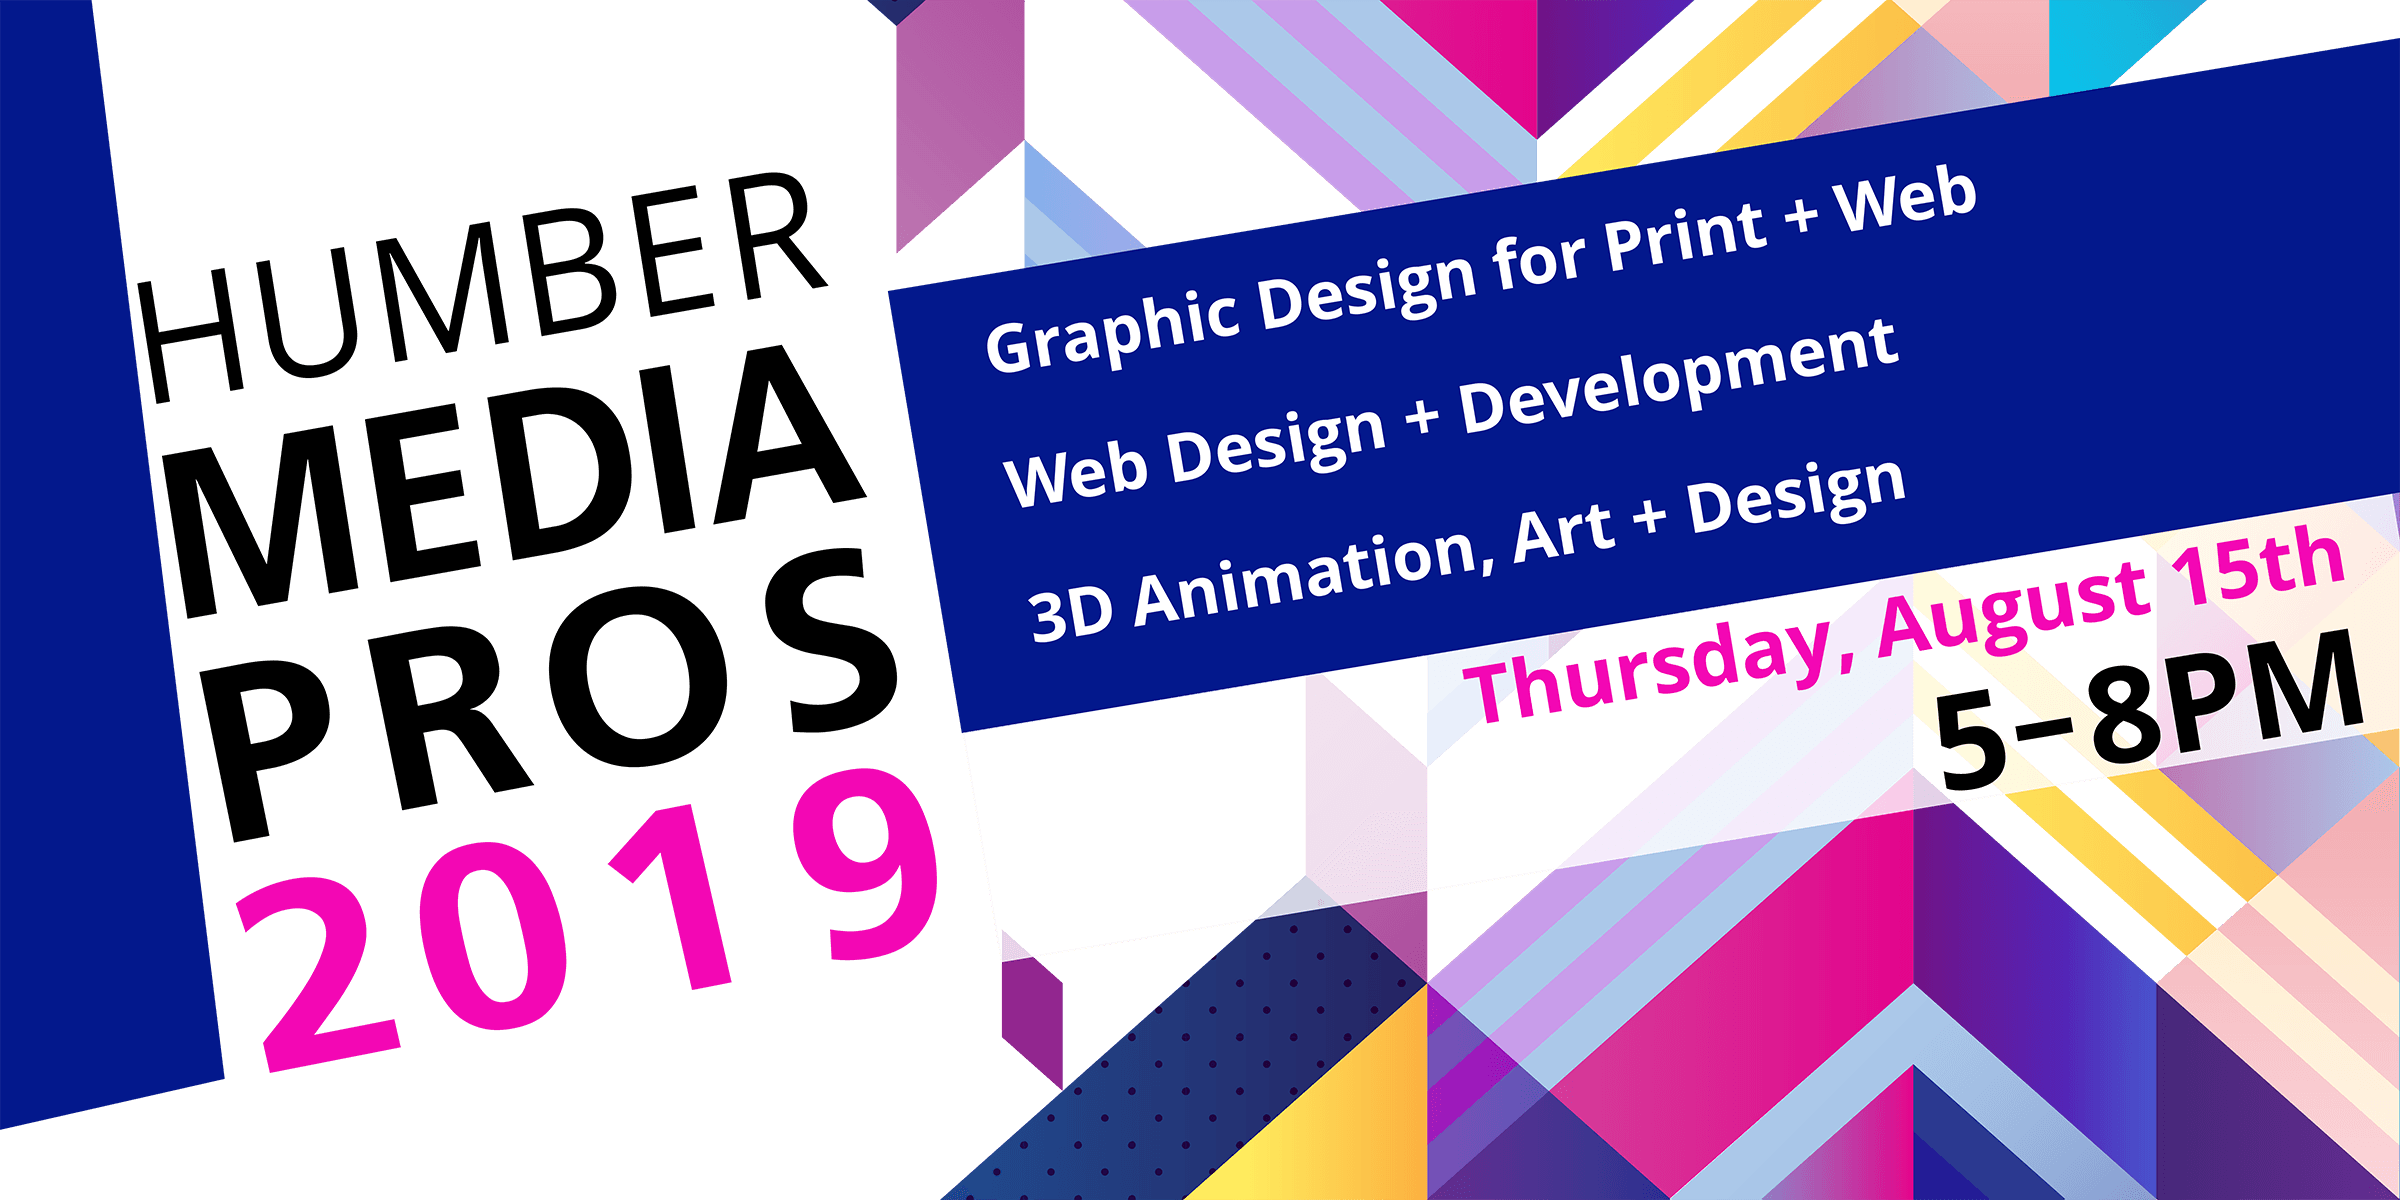 HUMBER
MEDIA
PROS
2019
Graphic Design for Print + Web
Web Design + Development
3D Animation, Art + Design
Thursday, August 15th
5–8PM